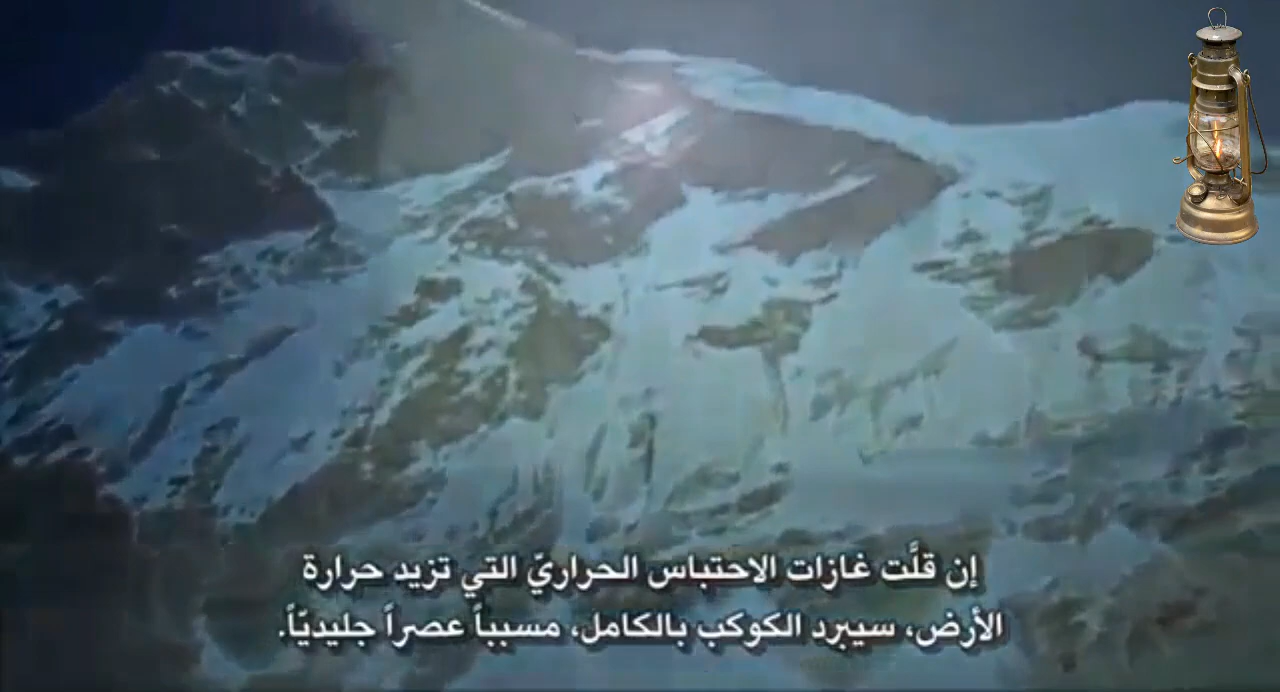 إن قلَّت غازات الاحتباس الحراريّ التي تزيد حرارة
الأرض، سيبرد الكوكب بالكامل، مسبباً عصراً جليديّاً.